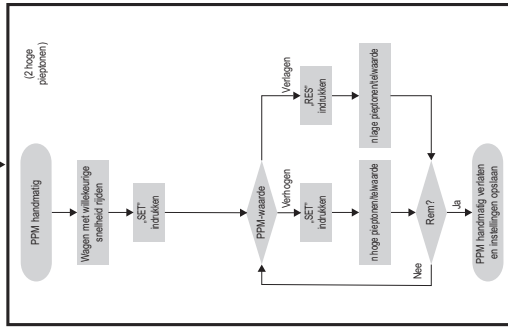 (2 hoge
pieptonen)
PPM handmatig
Wagen met willekeurige
snelheid rijden
„SET”
indrukken
PPM-waarde
Verhogen
Verlagen
„SET”
indrukken
„RES”
indrukken
n hoge pieptonen/telwaarde
n lage pieptonen/telwaarde
Rem?
Nee
Ja
PPM handmatig verlaten
en instellingen opslaan